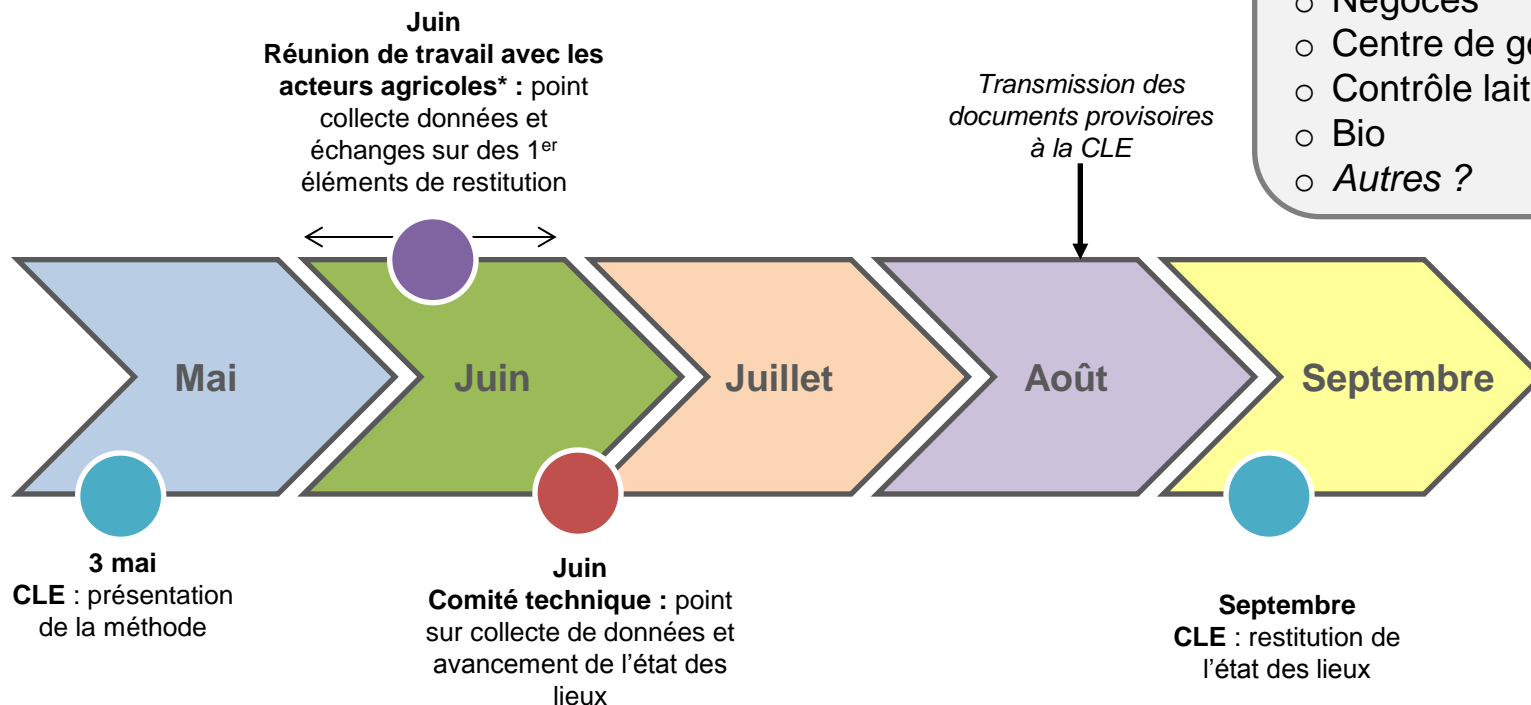 Juin
Réunion de travail avec les
acteurs agricoles* : point
collecte données et
échanges sur des 1er
éléments de restitution
Transmission des
documents provisoires
à la CLE
o Négoces
o Centre de
o Contrôle lait
o Bio
o Autres ?
Mai
Juin
Juillet
Août
Septembre
3 mai
CLE : présentation
de la méthode
Juin
Comité technique : point
sur collecte de données et
avancement de l'état des
lieux
Septembre
CLE : restitution de
l'état des lieux